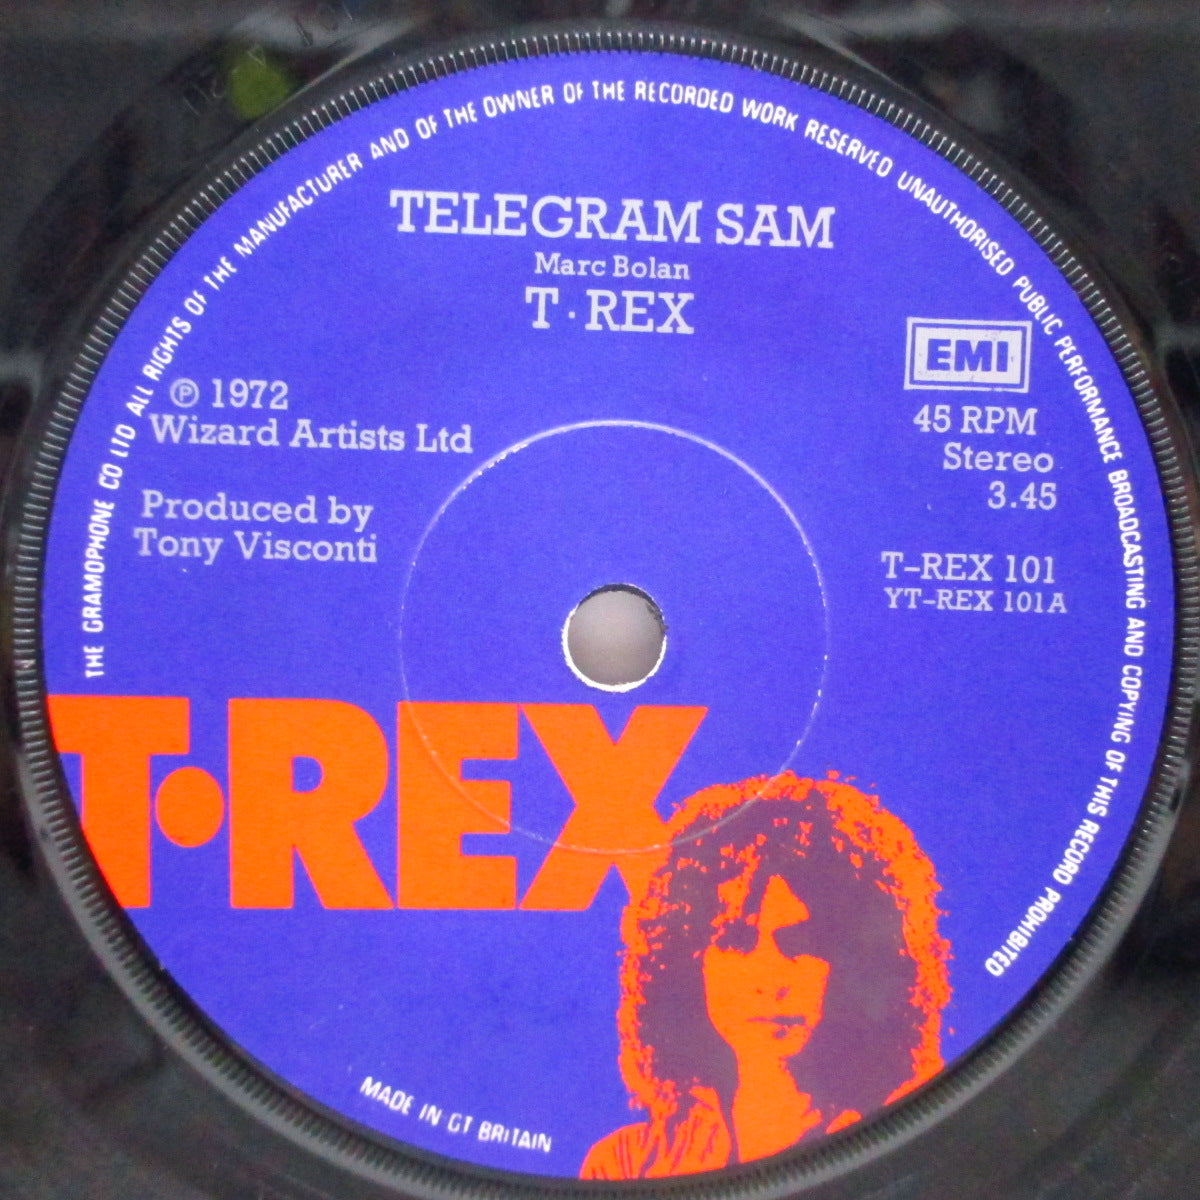 THE GRAMOPHONE CO LTD ALL RIGHTS OF THE MANUFACTURER AND OF THE OWNER OF THE RECORDED WORK RESERVED UNAUTHORISED PUBLIC PERFORMANCE BROADCASTING AND COPYING OF THIS RECORD PROHIBITED
TELEGRAM SAM
Marc Bolan
T·REX
EMI
℗ 1972
Wizard Artists Ltd
45 RPM
Stereo
3.45
Produced by
Tony Visconti
T-REX 101
YT-REX 101A
T·REX
MADE IN GT BRITAIN